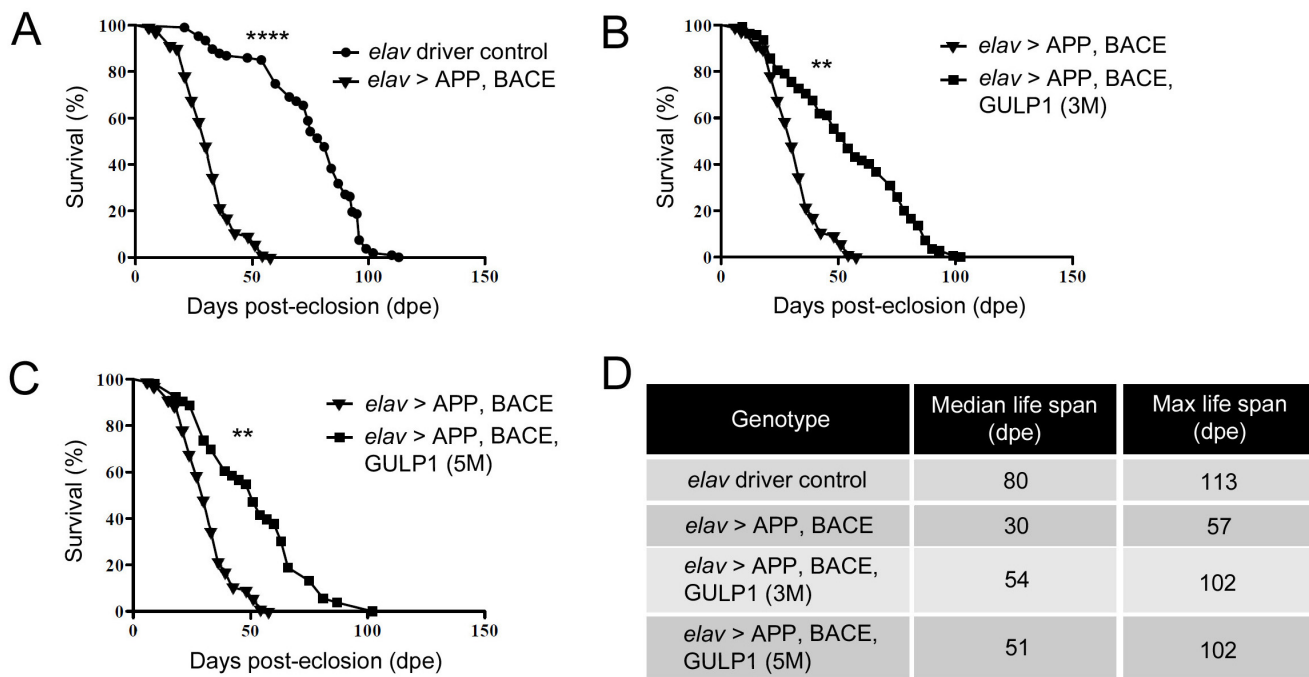 A
100
80
60
40
20
0
0
50
100
150
Survival (%)
Days post-eclosion (dpe)
****
elav driver control
elav > APP, BACE
B
100
80
60
40
20
0
0
50
100
150
Survival (%)
Days post-eclosion (dpe)
**
elav > APP, BACE
elav > APP, BACE,
GULP1 (3M)
C
100
80
60
40
20
0
0
50
100
150
Survival (%)
Days post-eclosion (dpe)
**
elav > APP, BACE
elav > APP, BACE,
GULP1 (5M)
D
Genotype
Median life span
(dpe)
Max life span
(dpe)
elav driver control
80
113
elav > APP, BACE
30
57
elav > APP, BACE,
GULP1 (3M)
54
102
elav > APP, BACE,
GULP1 (5M)
51
102